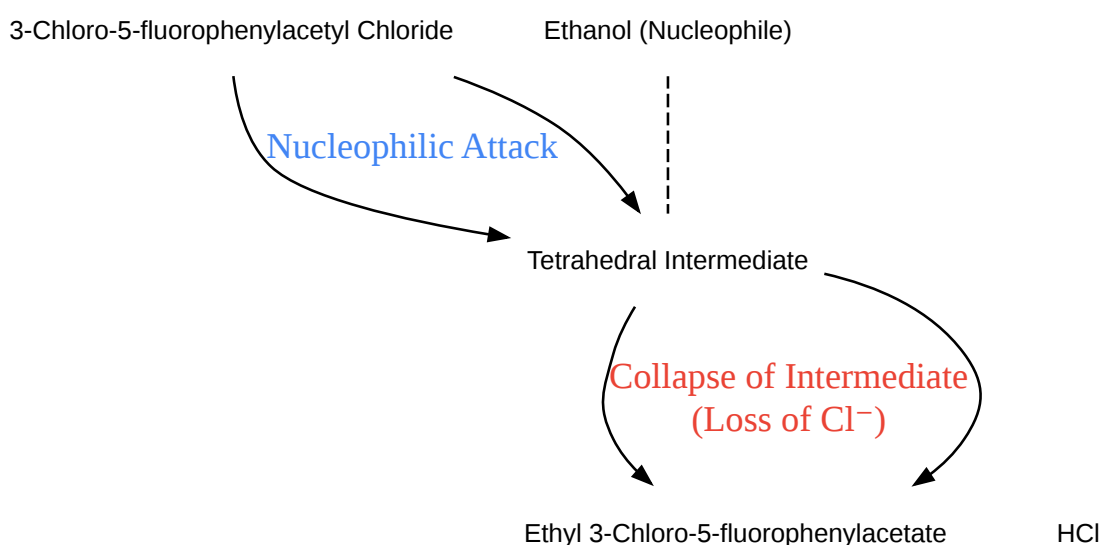 3-Chloro-5-fluorophenylacetyl Chloride
Ethanol (Nucleophile)
Nucleophilic Attack
Tetrahedral Intermediate
Collapse of Intermediate
(Loss of Cl⁻)
Ethyl 3-Chloro-5-fluorophenylacetate
HCl